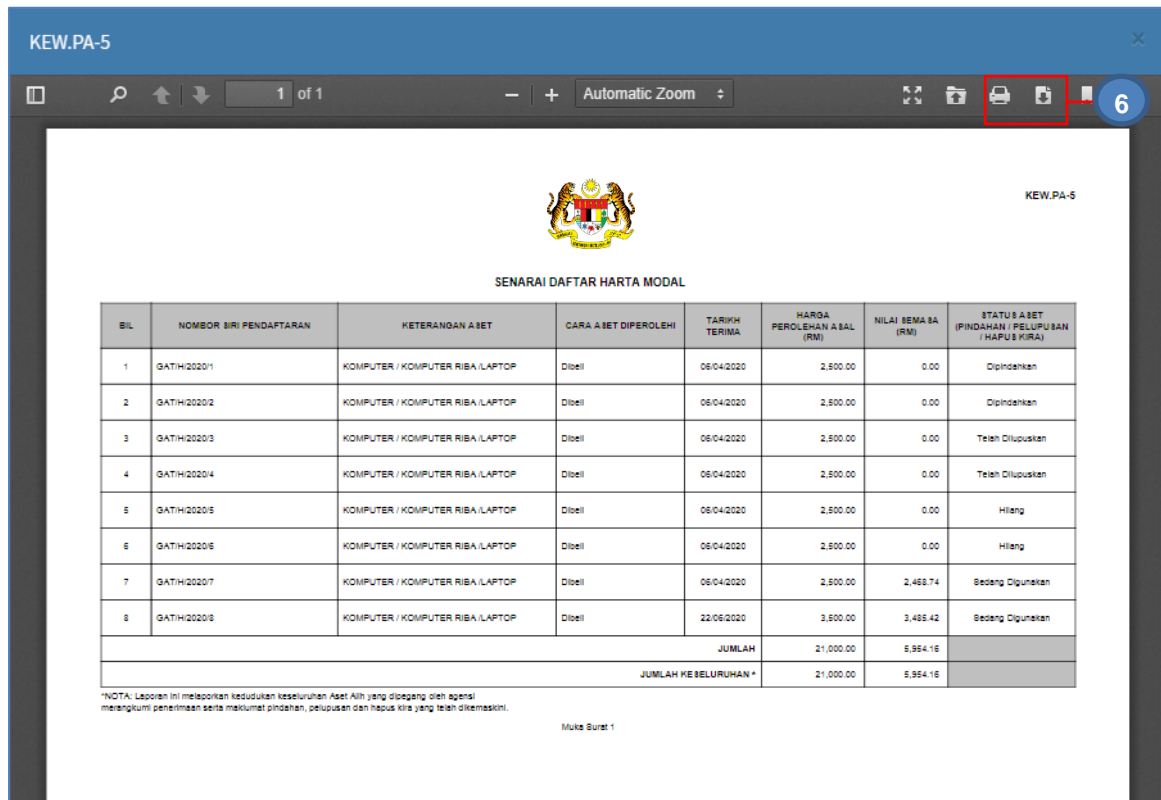 KEW.PA-5
1 of 1
Automatic Zoom
6
KEW.PA-5
SENARAI DAFTAR HARTA MODAL
BIL NOMBOR SIRI PENDAFTARAN KETERANGAN ASET CARA ASET DIPEROLEHI TARIKH TERIMA HARGA PEROLEHAN ASAL (RM) NILAI SEMASA (RM) STATUS ASET (PINDAHAN / PELUPUSAN / HAPUS KIRA)
1 GAT/H/2020/1 KOMPUTER / KOMPUTER RIBA /LAPTOP Dibeli 06/04/2020 2,500.00 0.00 Dipindahkan
2 GAT/H/2020/2 KOMPUTER / KOMPUTER RIBA /LAPTOP Dibeli 06/04/2020 2,500.00 0.00 Dipindahkan
3 GAT/H/2020/3 KOMPUTER / KOMPUTER RIBA /LAPTOP Dibeli 06/04/2020 2,500.00 0.00 Telah Dilupuskan
4 GAT/H/2020/4 KOMPUTER / KOMPUTER RIBA /LAPTOP Dibeli 06/04/2020 2,500.00 0.00 Telah Dilupuskan
5 GAT/H/2020/5 KOMPUTER / KOMPUTER RIBA /LAPTOP Dibeli 06/04/2020 2,500.00 0.00 Hilang
6 GAT/H/2020/6 KOMPUTER / KOMPUTER RIBA /LAPTOP Dibeli 06/04/2020 2,500.00 0.00 Hilang
7 GAT/H/2020/7 KOMPUTER / KOMPUTER RIBA /LAPTOP Dibeli 06/04/2020 2,500.00 2,468.74 Sedang Digunakan
8 GAT/H/2020/8 KOMPUTER / KOMPUTER RIBA /LAPTOP Dibeli 22/06/2020 3,500.00 3,485.42 Sedang Digunakan
JUMLAH 21,000.00 5,954.16
JUMLAH KESELURUHAN * 21,000.00 5,954.16
*NOTA: Laporan ini melaporkan kedudukan keseluruhan Aset Alih yang dipegang oleh agensi
merangkumi penerimaan serta maklumat pindahan, pelupusan dan hapus kira yang telah dikemaskini.
Muka Surat 1